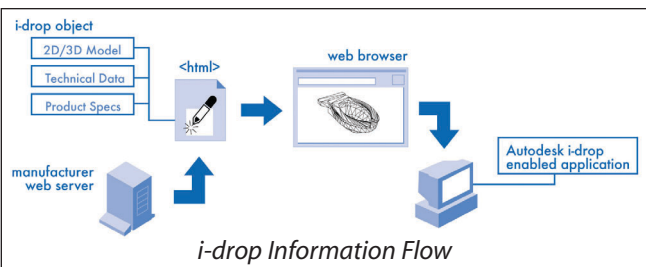 i-drop object
2D/3D Model
Technical Data
Product Specs
<html>
web browser
manufacturer
web server
Autodesk i-drop
enabled application
i-drop Information Flow